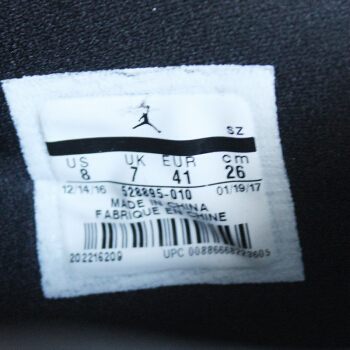 SZ
US UK EUR cm
8 7 41 26
12/14/16 528895-010 01/19/17
MADE IN CHINA
FABRIQUE EN CHINE
202216209 UPC